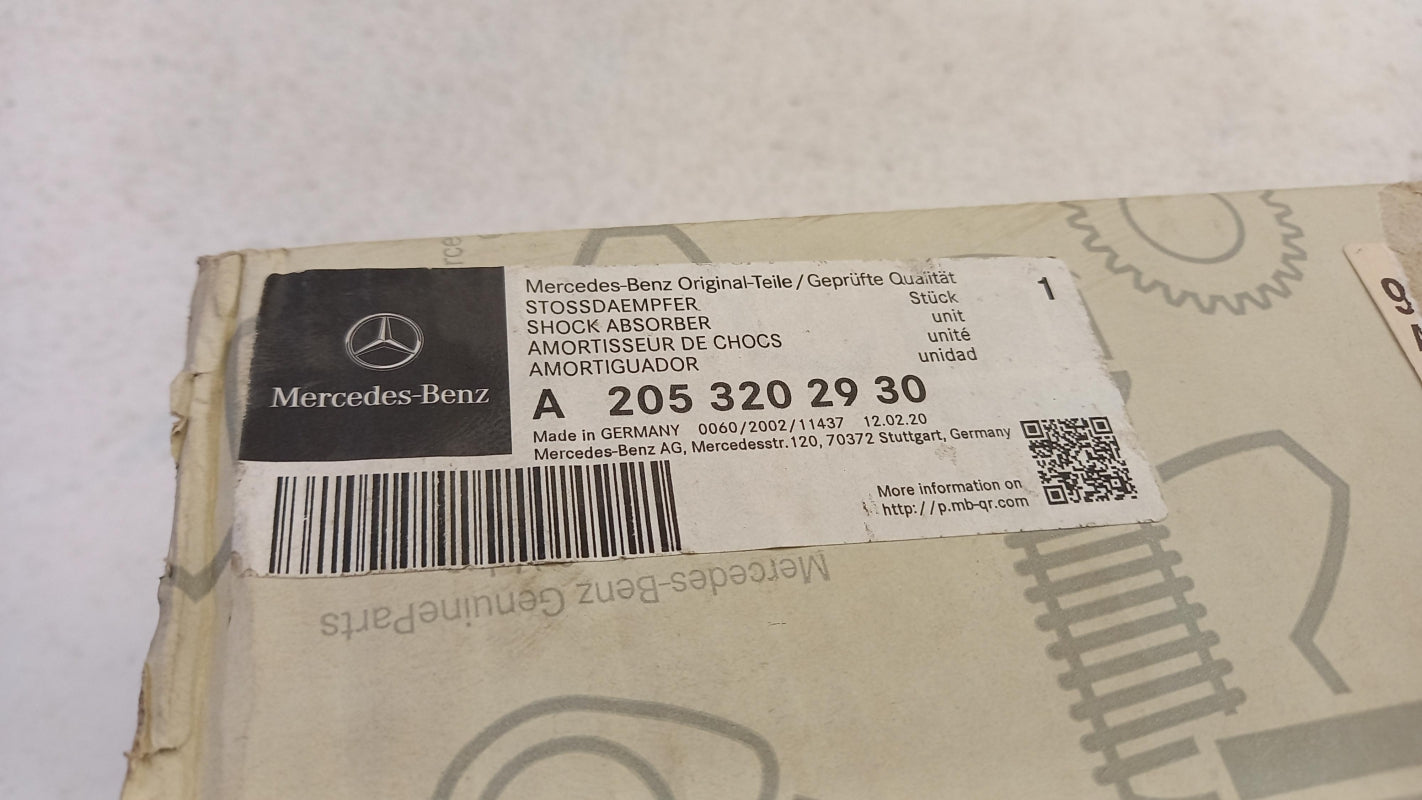 Mercedes-Benz Original-Teile / Geprüfte Qualität
STOSSDAEMPFER Stück 1
SHOCK ABSORBER unit
AMORTISSEUR DE CHOCS unité
AMORTIGUADOR unidad
A 205 320 29 30
Made in GERMANY 0060/2002/11437 12.02.20
Mercedes-Benz AG, Mercedesstr.120, 70372 Stuttgart, Germany
Mercedes-Benz
More information on
http://p.mb-qr.com
Mercedes-Benz GenuineParts
rce
9